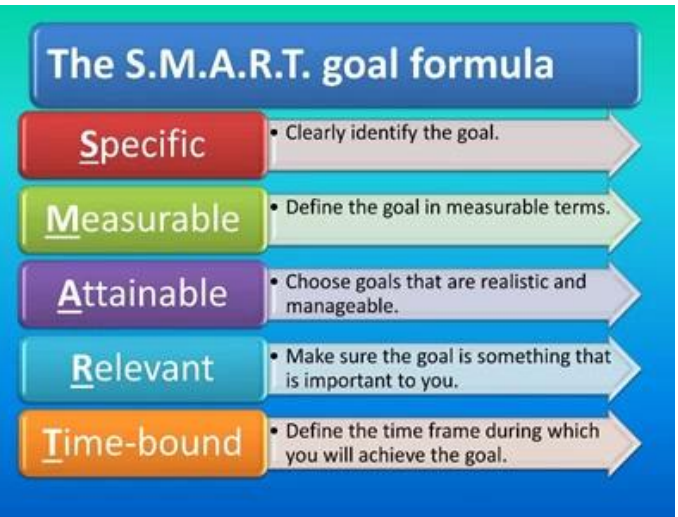 The S.M.A.R.T. goal formula
Specific
• Clearly identify the goal.
Measurable
• Define the goal in measurable terms.
Attainable
• Choose goals that are realistic and
manageable.
Relevant
• Make sure the goal is something that
is important to you.
Time-bound
• Define the time frame during which
you will achieve the goal.